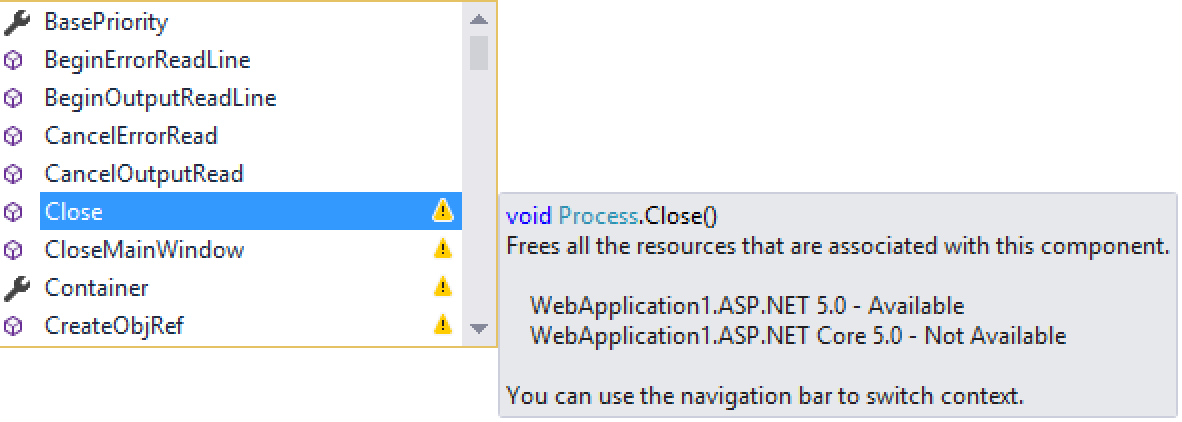 BasePriority
BeginErrorReadLine
BeginOutputReadLine
CancelErrorRead
CancelOutputRead
Close
CloseMainWindow
Container
CreateObjRef
void Process.Close()
Frees all the resources that are associated with this component.
WebApplication1.ASP.NET 5.0 - Available
WebApplication1.ASP.NET Core 5.0 - Not Available
You can use the navigation bar to switch context.